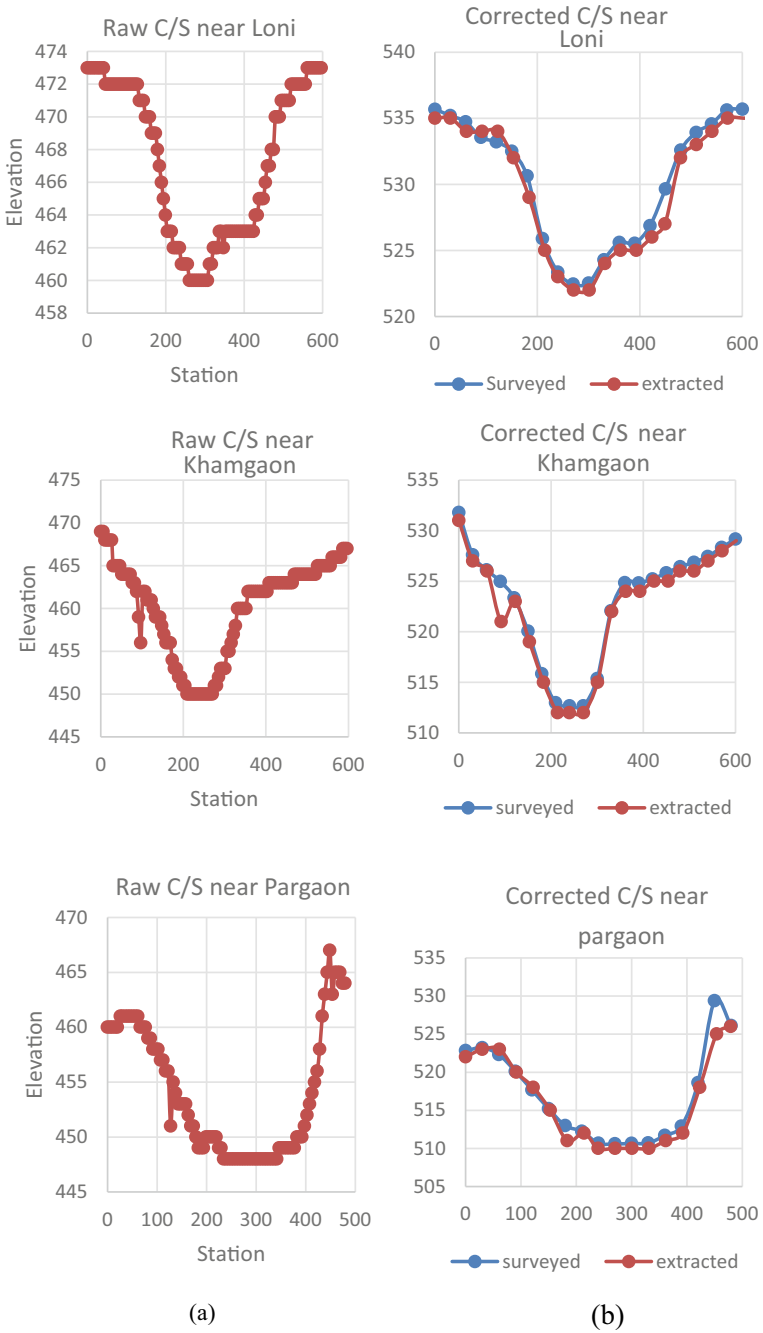 Raw C/S near Loni
474
472
470
468
466
464
462
460
458
Elevation
0 200 400 600
Station
Corrected C/S near
Loni
540
535
530
525
520
0 200 400 600
Surveyed extracted
Raw C/S near
Khamgaon
475
470
465
460
455
450
445
Elevation
0 200 400 600
Station
Corrected C/S near
Khamgaon
535
530
525
520
515
510
0 200 400 600
surveyed extracted
Raw C/S near Pargaon
470
465
460
455
450
445
Elevation
0 100 200 300 400 500
Station
Corrected C/S near
pargaon
535
530
525
520
515
510
505
0 100 200 300 400 500
surveyed extracted
(a) (b)